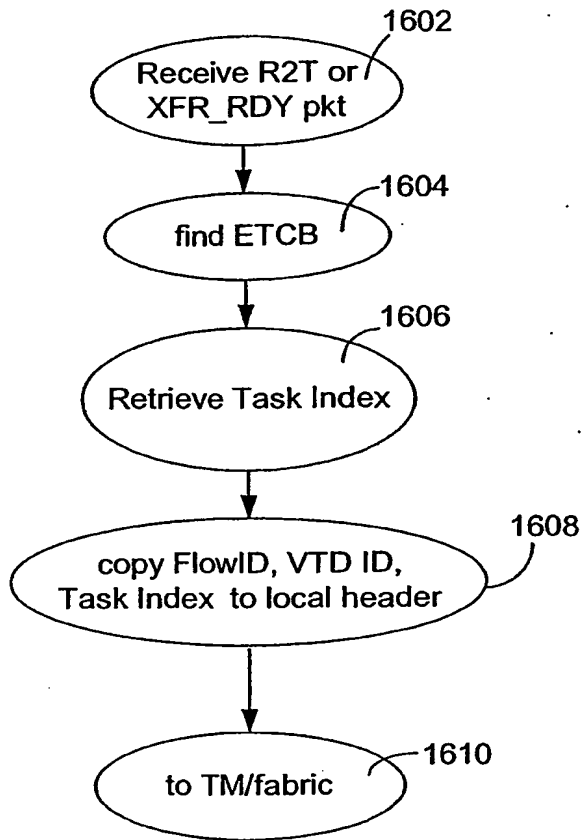 1602
Receive R2T or
XFR_RDY pkt
1604
find ETCB
1606
Retrieve Task Index
1608
copy FlowID, VTD ID,
Task Index to local header
1610
to TM/fabric